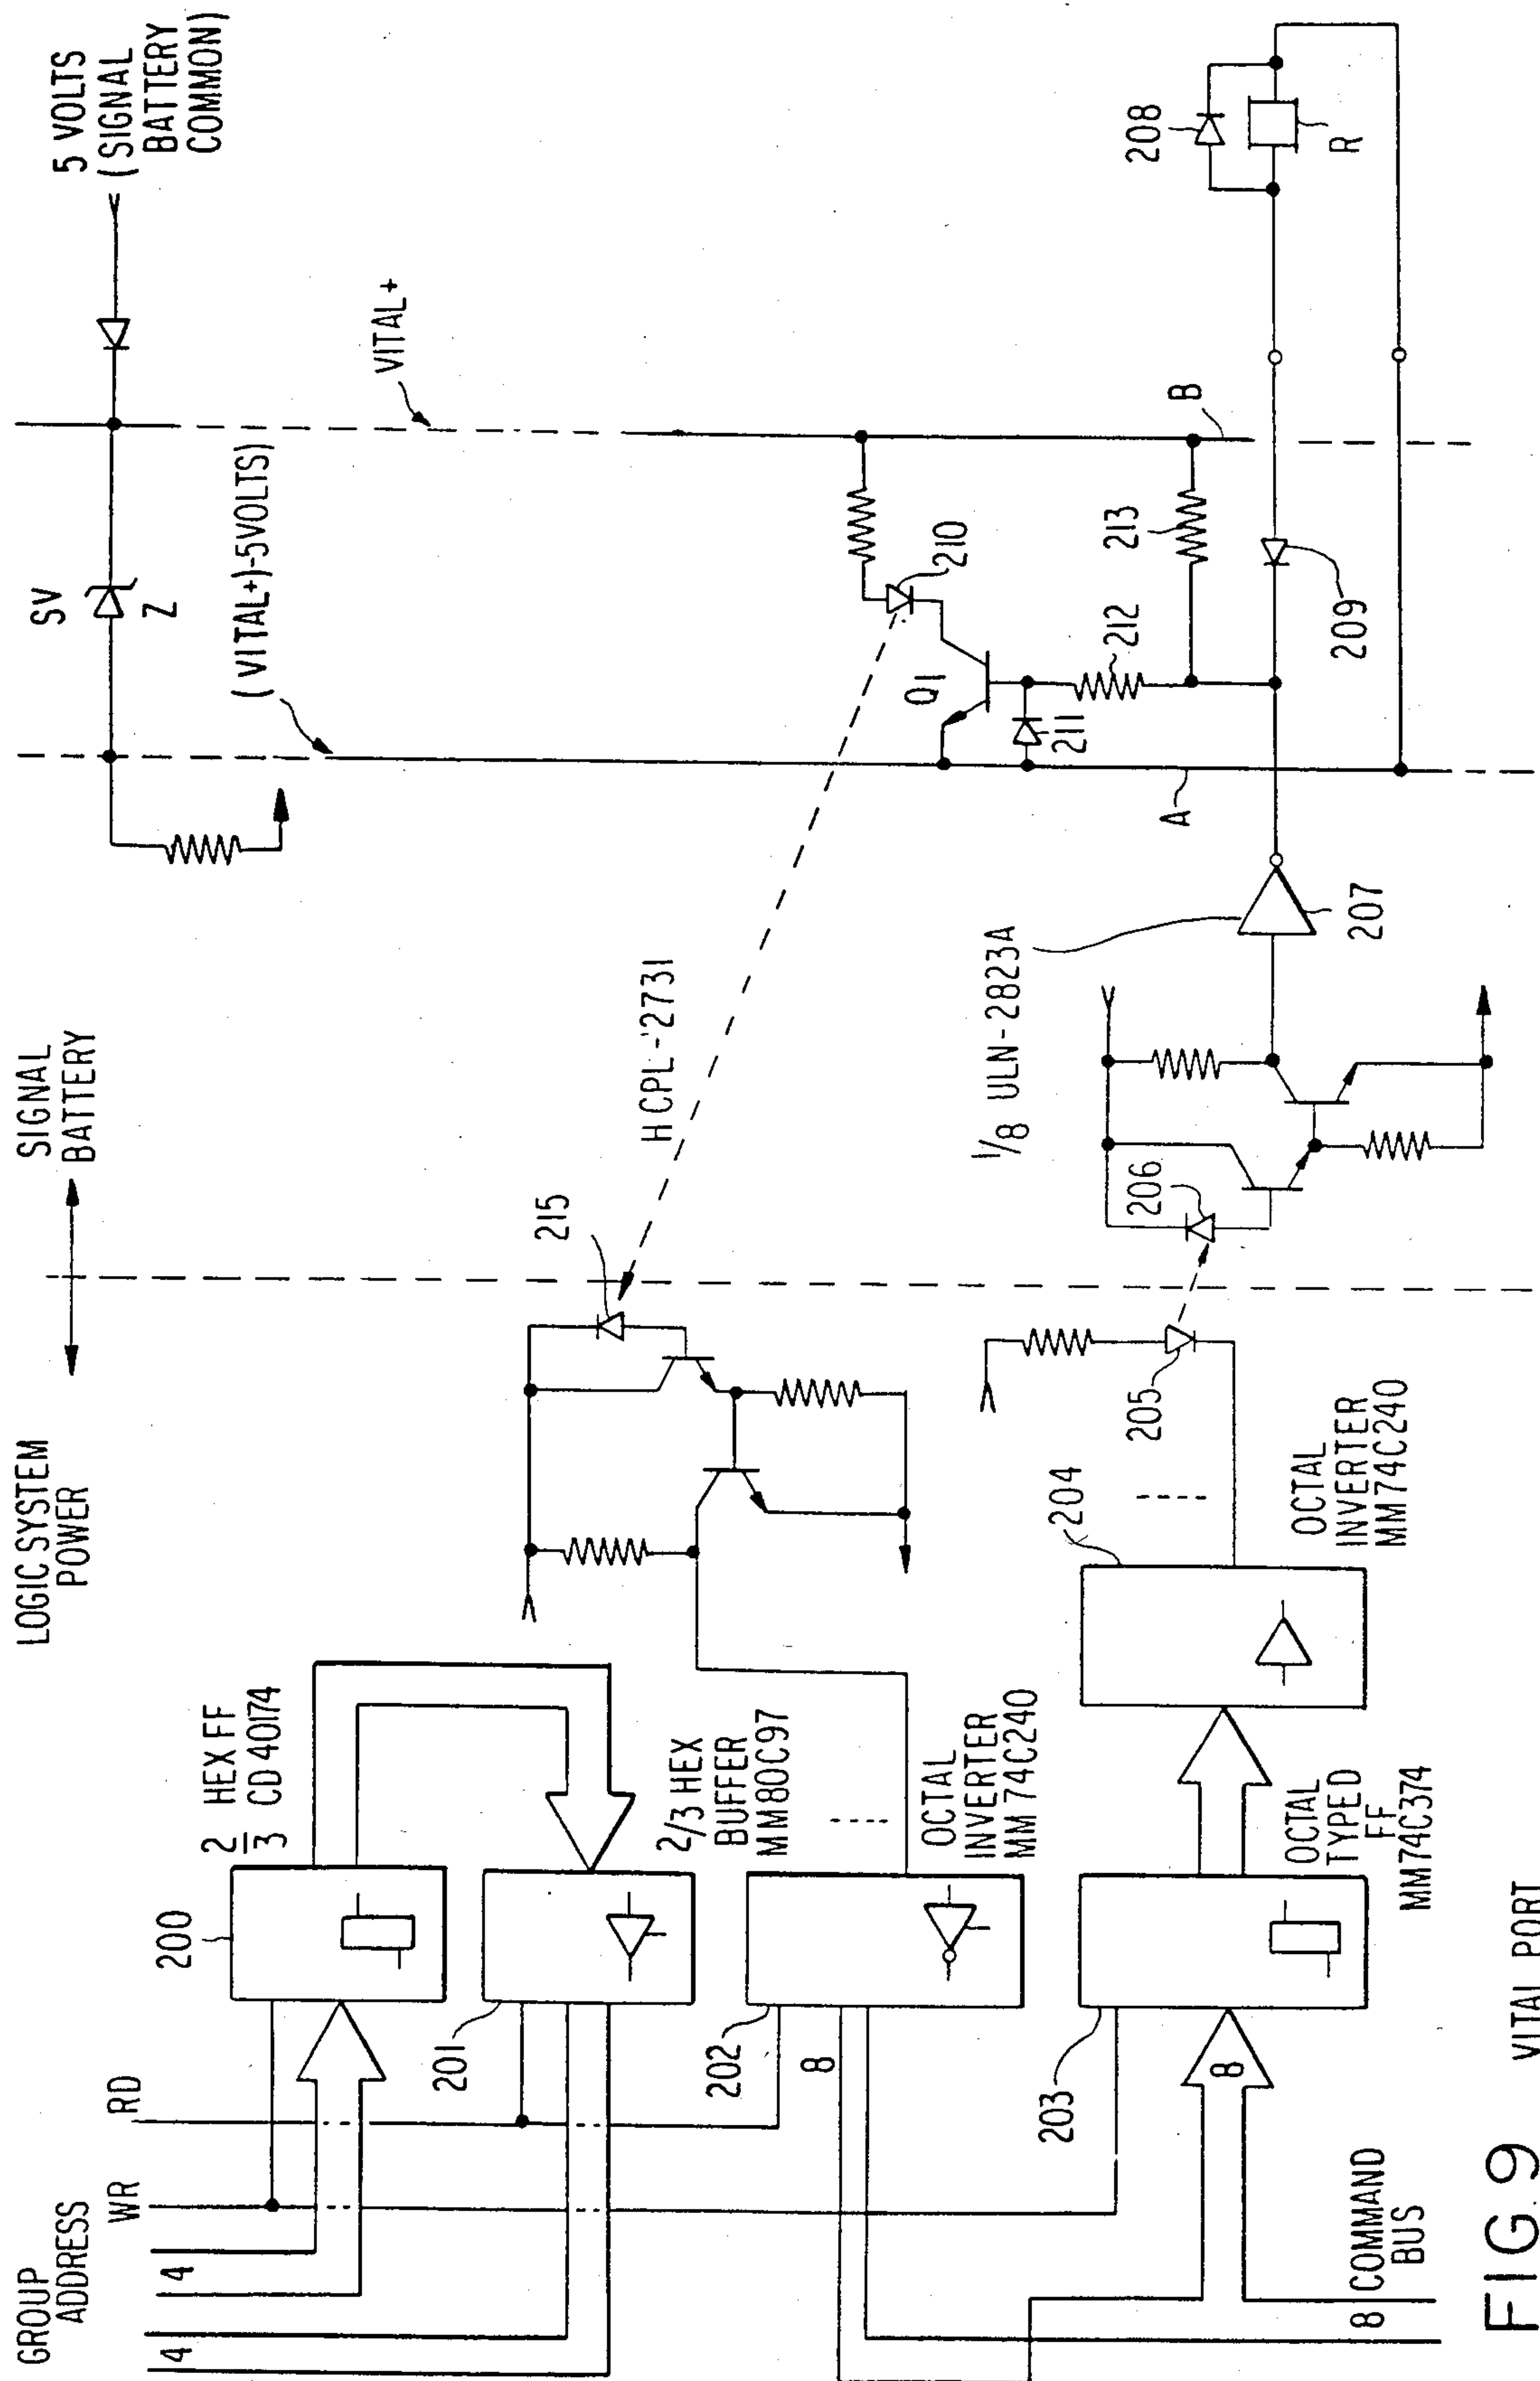 GROUP
ADDRESS
4
4
WR
RD
200
2/3 HEX FF
CD 40174
201
2/3 HEX
BUFFER
MM80C97
202
8
OCTAL
INVERTER
MM 74C240
203
8
OCTAL
TYPED
FF
MM74C374
8 COMMAND
BUS
204
OCTAL
INVERTER
MM74C240
LOGIC SYSTEM
POWER
SIGNAL
BATTERY
215
HCPL-2731
205
206
1/8 ULN-2823A
207
SV
Z
(VITAL+)-5VOLTS)
VITAL+
5 VOLTS
(SIGNAL
BATTERY
COMMON)
Q1
210
211
212
213
A
B
209
208
R
FIG. 9
VITAL PORT